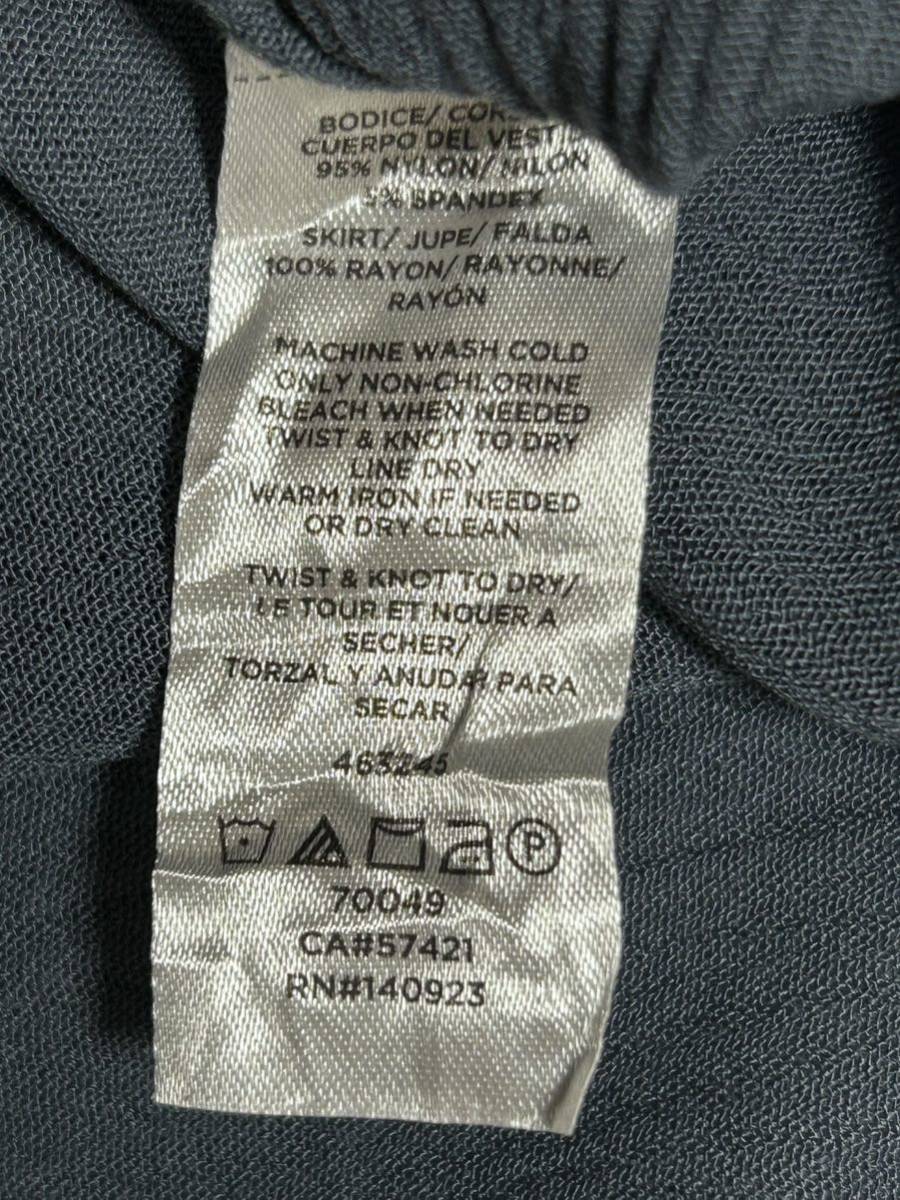 BODICE/
CUERPO DEL
95% NYLON/ NILON
5% SPANDEX
SKIRT/ JUPE/ FALDA
100% RAYON/ RAYONNE/
RAYÓN
MACHINE WASH COLD
ONLY NON-CHLORINE
BLEACH WHEN NEEDED
TWIST & KNOT TO DRY
LINE DRY
WARM IRON IF NEEDED
OR DRY CLEAN
TWIST & KNOT TO DRY/
LE TOUR ET NOUER A
SECHER/
TORZAL Y ANUDAR PARA
SECAR
463245
P
70049
CA#57421
RN#140923